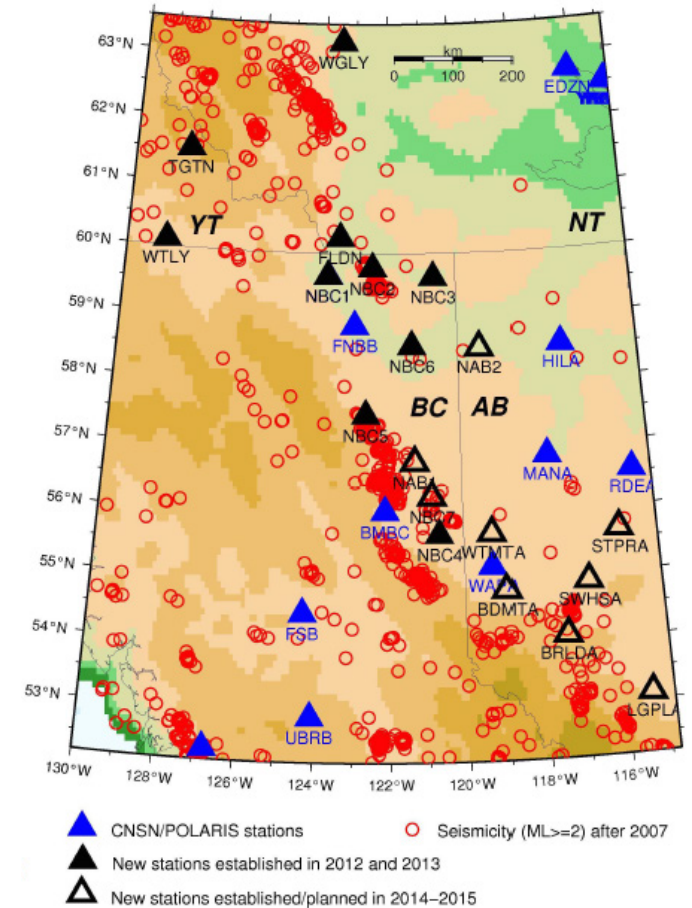 63°N
WGLY
km
0 100 200
EDZN
62°N
TGTN
61°N
YT
NT
60°N
WTLY
FLDN
NBC2
NBC1
NBC3
59°N
FNBB
NBC6
NAB2
HILA
58°N
BC AB
57°N
NBC5
NAB1
MANA
RDEA
56°N
NBC7
BMBC
NBC4
WTMTA
STPRA
55°N
WAPA
BDMTA
SWHSA
54°N
FSB
BRLDA
53°N
UBRB
LGPLA
130°W 128°W 126°W 124°W 122°W 120°W 118°W 116°W
CNSN/POLARIS stations
Seismicity (ML>=2) after 2007
New stations established in 2012 and 2013
New stations established/planned in 2014-2015